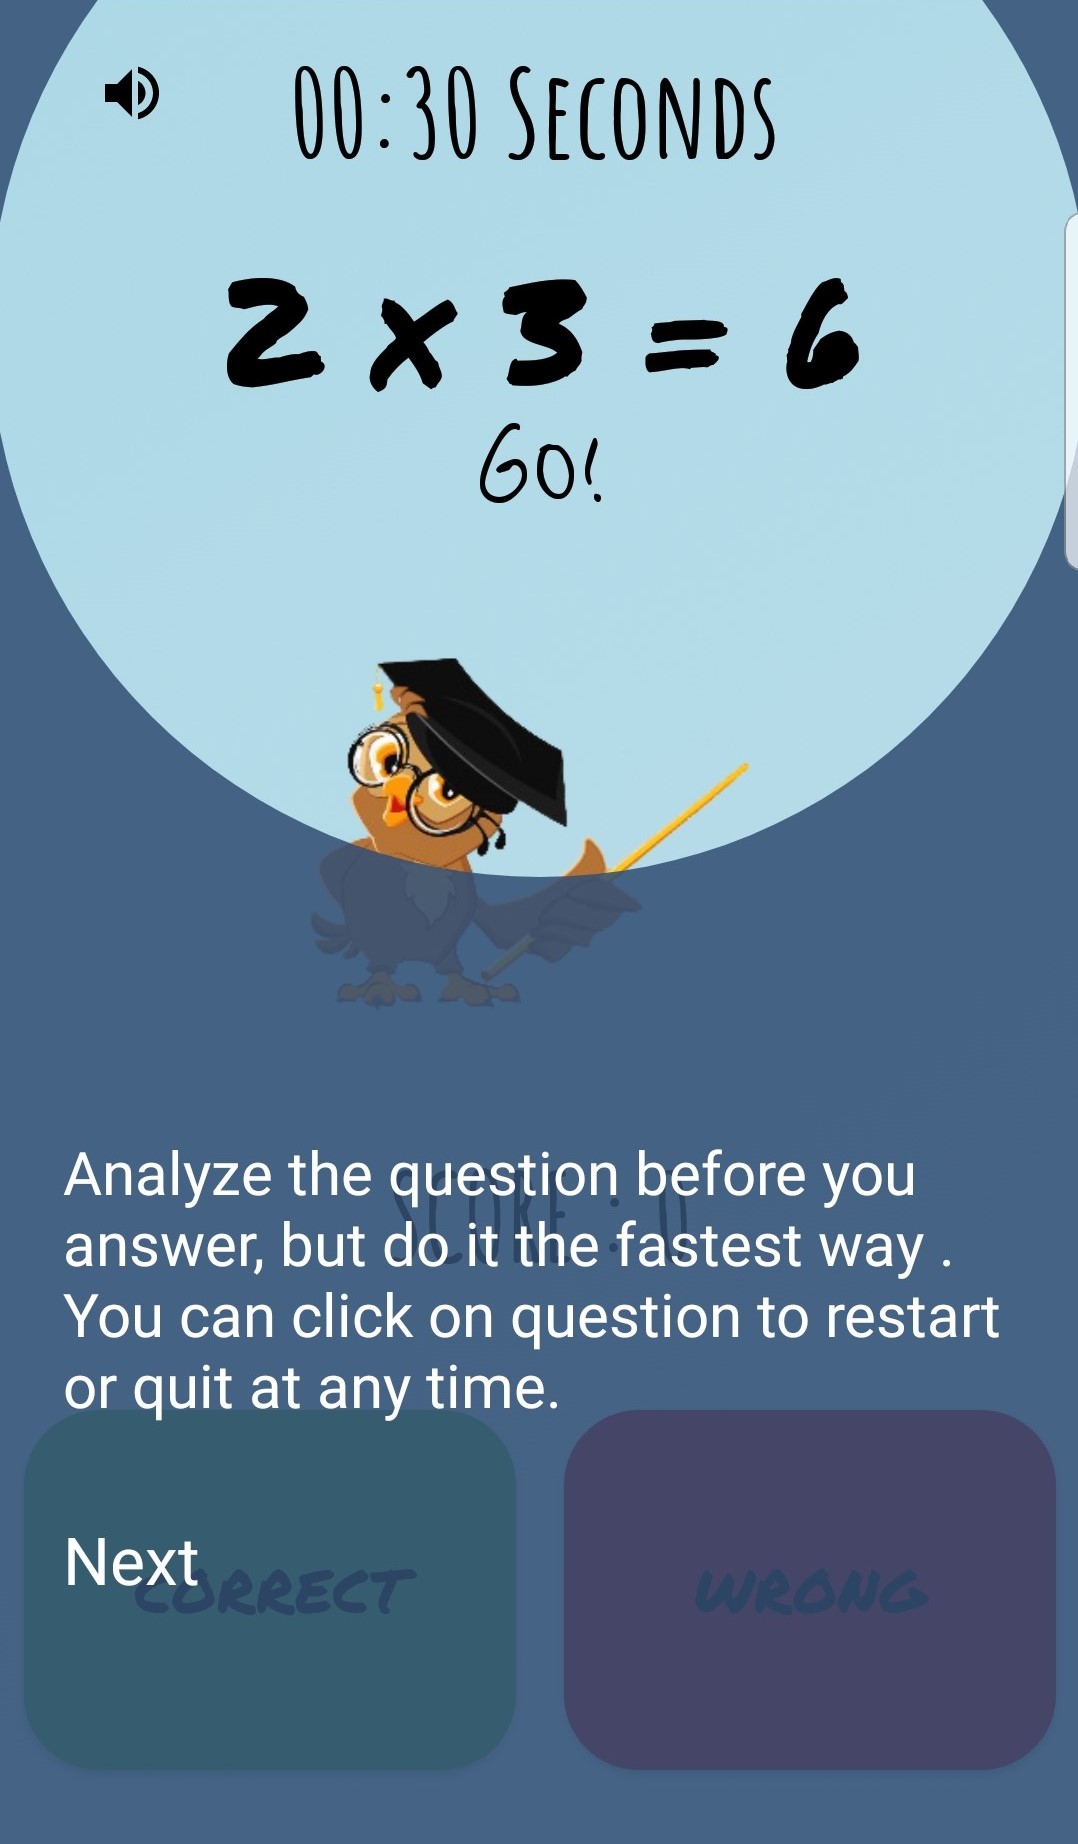 00:30 Seconds
2 x 3 = 6
Go!
Analyze the question before you
SCORE : 0
answer, but do it the fastest way .
You can click on question to restart
or quit at any time.
Next
CORRECT
WRONG